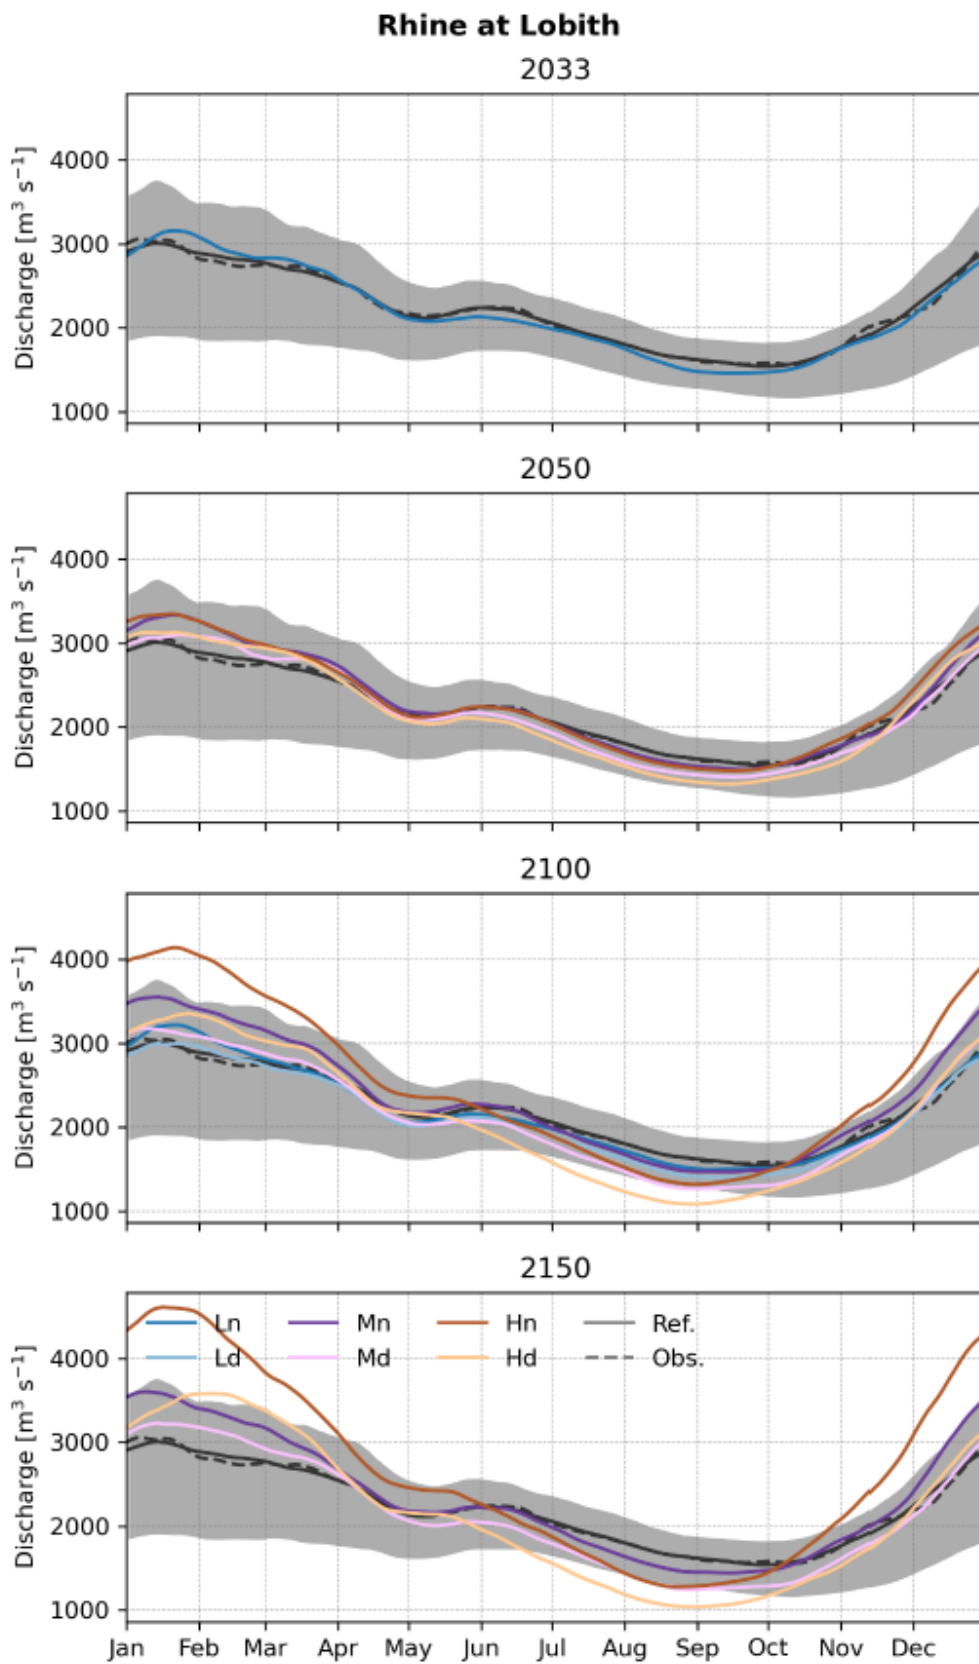 Rhine at Lobith
2033
Discharge [m³ s⁻¹]
4000
3000
2000
1000
2050
Discharge [m³ s⁻¹]
4000
3000
2000
1000
2100
Discharge [m³ s⁻¹]
4000
3000
2000
1000
2150
Discharge [m³ s⁻¹]
4000
3000
2000
1000
Ln Mn Hn Ref.
Ld Md Hd Obs.
Jan Feb Mar Apr May Jun Jul Aug Sep Oct Nov Dec